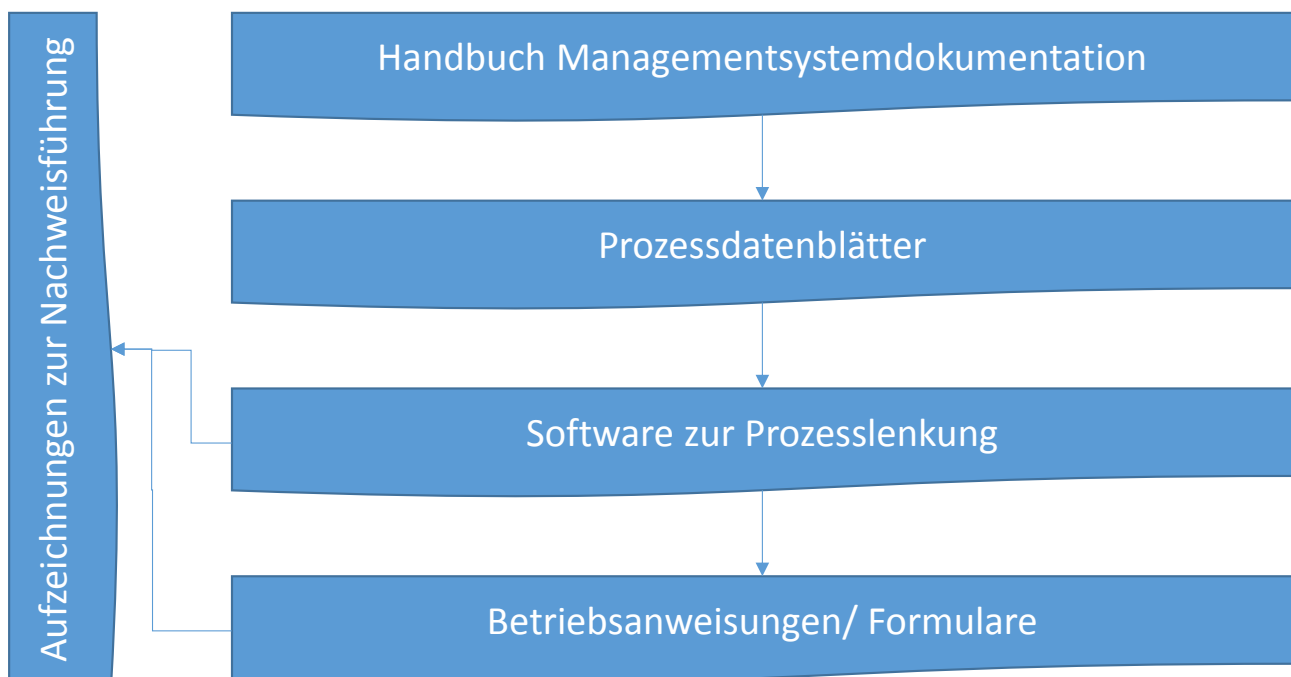 Aufzeichnungen zur Nachweisführung
Handbuch Managementsystemdokumentation
Prozessdatenblätter
Software zur Prozesslenkung
Betriebsanweisungen/ Formulare